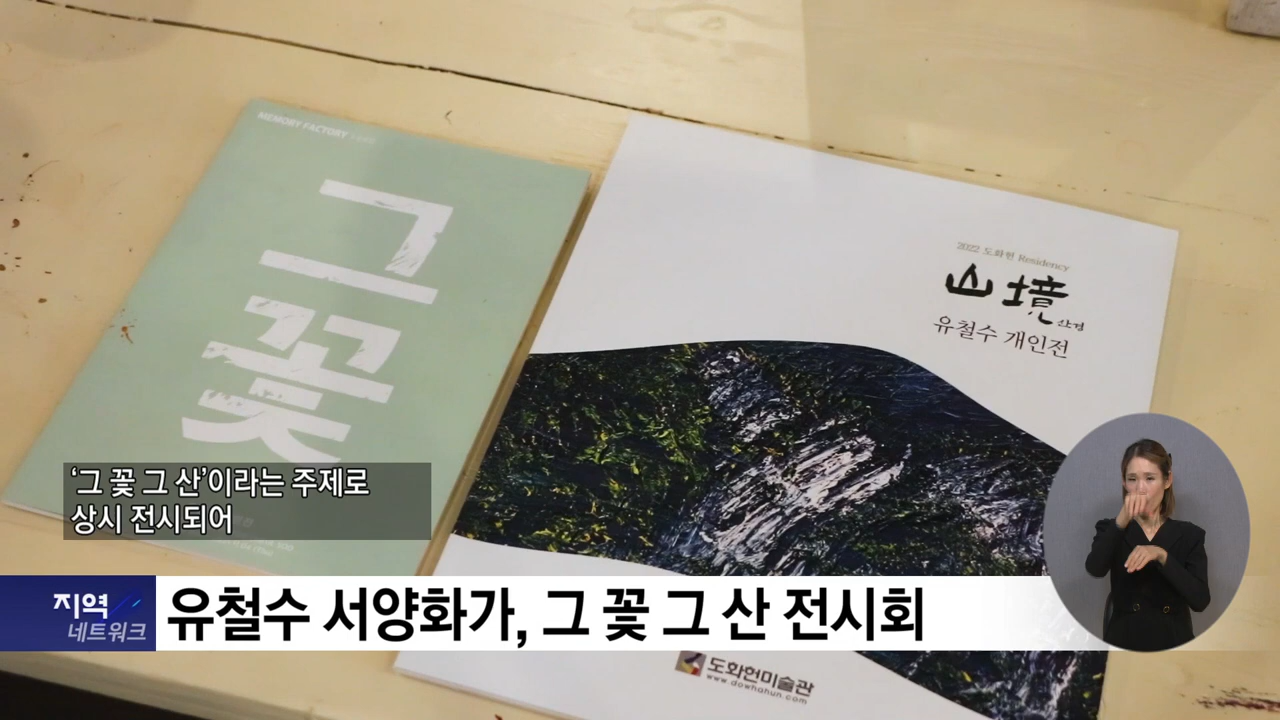 MEMORY FACTORY
그
꽃
2022 도화헌 Residency
山境
산경
유철수 개인전
‘그 꽃 그 산’이라는 주제로
상시 전시되어
지역
네트워크
유철수 서양화가, 그 꽃 그 산 전시회
도화헌미술관
www.dowhahun.com